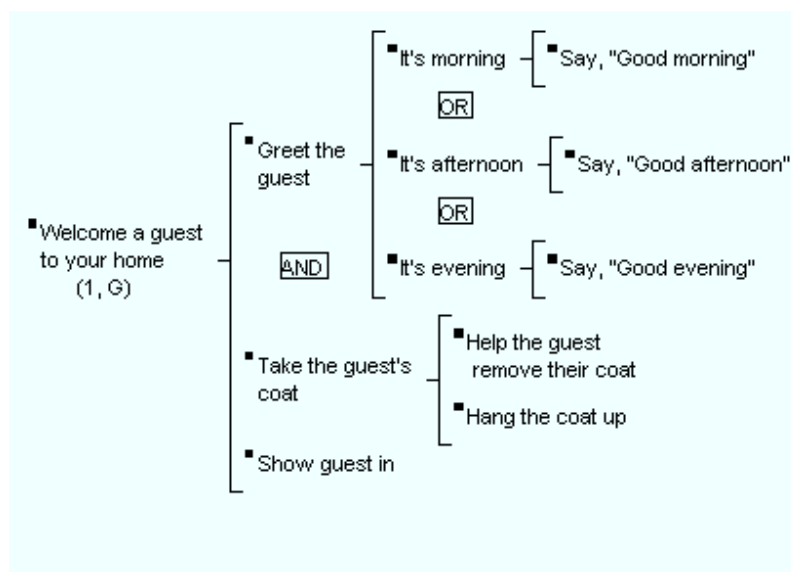 Welcome a guest
to your home
(1, G)
Greet the
guest
AND
Take the guest's
coat
Show guest in
It's morning
OR
It's afternoon
OR
It's evening
Say, "Good morning"
Say, "Good afternoon"
Say, "Good evening"
Help the guest
remove their coat
Hang the coat up